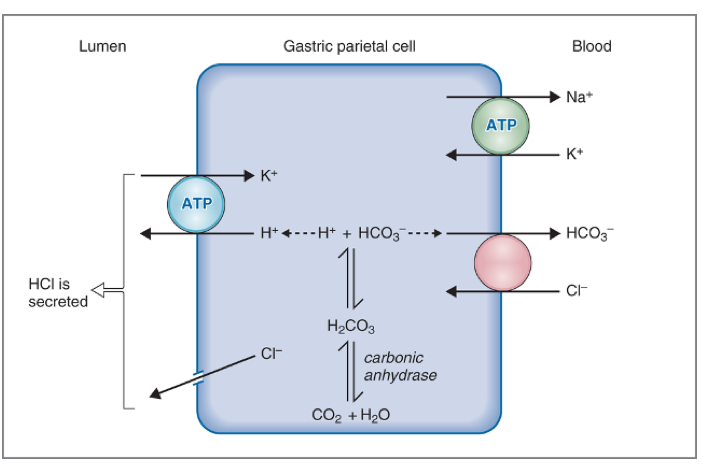 Lumen Gastric parietal cell Blood
Na⁺
ATP
K⁺
K⁺
ATP
H⁺ H⁺ + HCO₃⁻ HCO₃⁻
HCl is
secreted
Cl⁻
H₂CO₃
Cl⁻
carbonic
anhydrase
CO₂ + H₂O